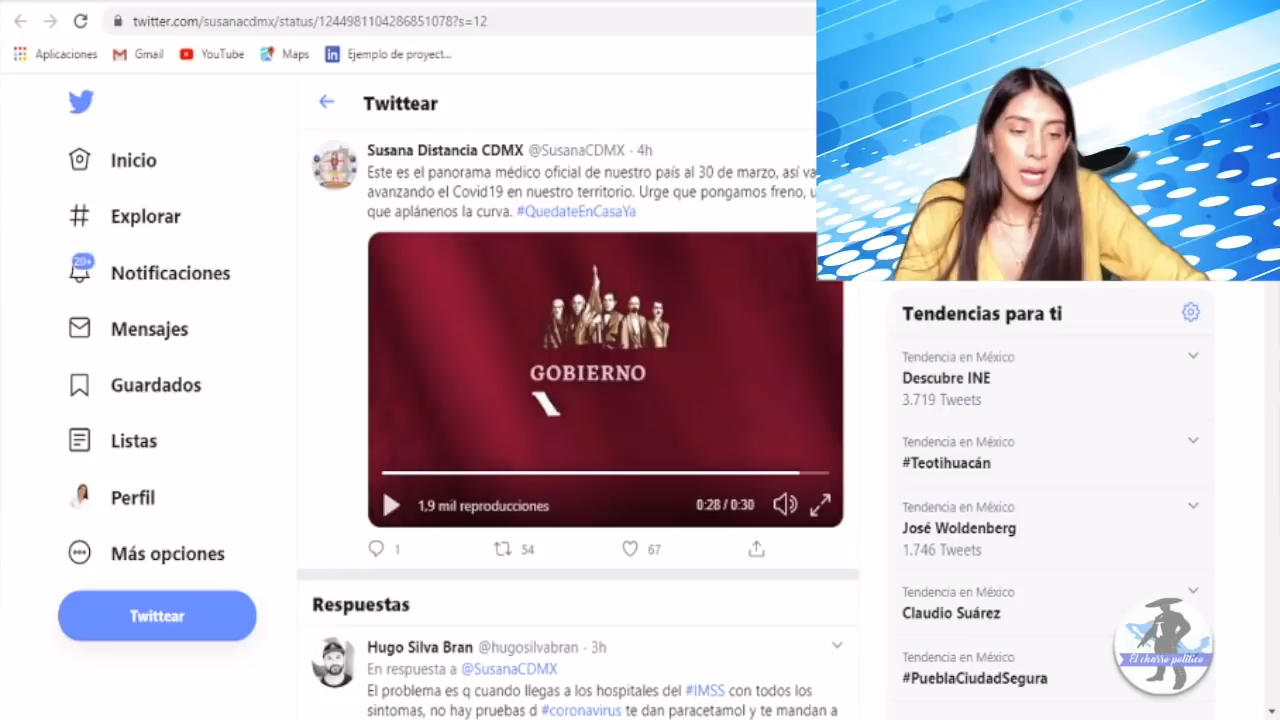 twitter.com/susanacdmx/status/1244981104286851078?s=12
Aplicaciones
Gmail
YouTube
Maps
Ejemplo de proyect...
Inicio
Explorar
20+
Notificaciones
Mensajes
Guardados
Listas
Perfil
Más opciones
Twittear
Twittear
Susana Distancia CDMX @SusanaCDMX · 4h
Este es el panorama médico oficial de nuestro país al 30 de marzo, así va
avanzando el Covid19 en nuestro territorio. Urge que pongamos freno, u
que aplánenos la curva. #QuedateEnCasaYa
GOBIERNO
1,9 mil reproducciones
0:28 / 0:30
1
54
67
Respuestas
Hugo Silva Bran @hugosilvabran · 3h
En respuesta a @SusanaCDMX
El problema es q cuando llegas a los hospitales del #IMSS con todos los
sintomas, no hay pruebas d #coronavirus te dan paracetamol y te mandan a
Tendencias para ti
Tendencia en México
Descubre INE
3.719 Tweets
Tendencia en México
#Teotihuacán
Tendencia en México
José Woldenberg
1.746 Tweets
Tendencia en México
Claudio Suárez
Tendencia en México
#PueblaCiudadSegura
El charro político